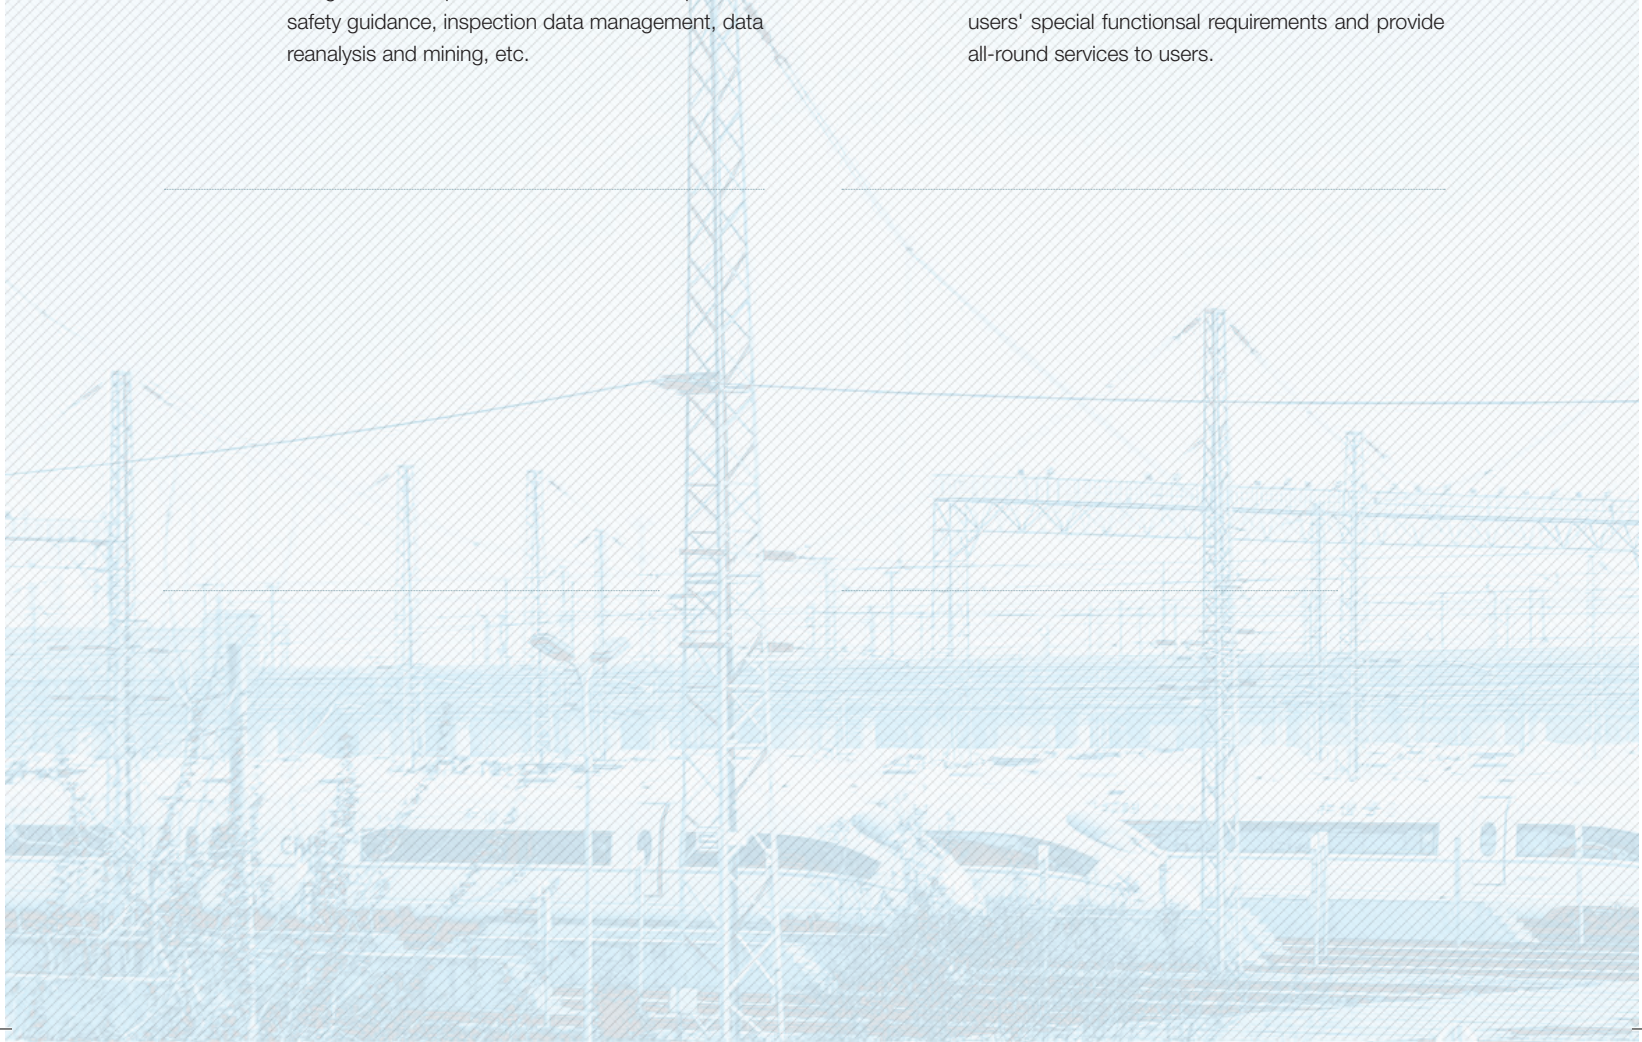 safety guidance, inspection data management, data
reanalysis and mining, etc.
users' special functionsal requirements and provide
all-round services to users.